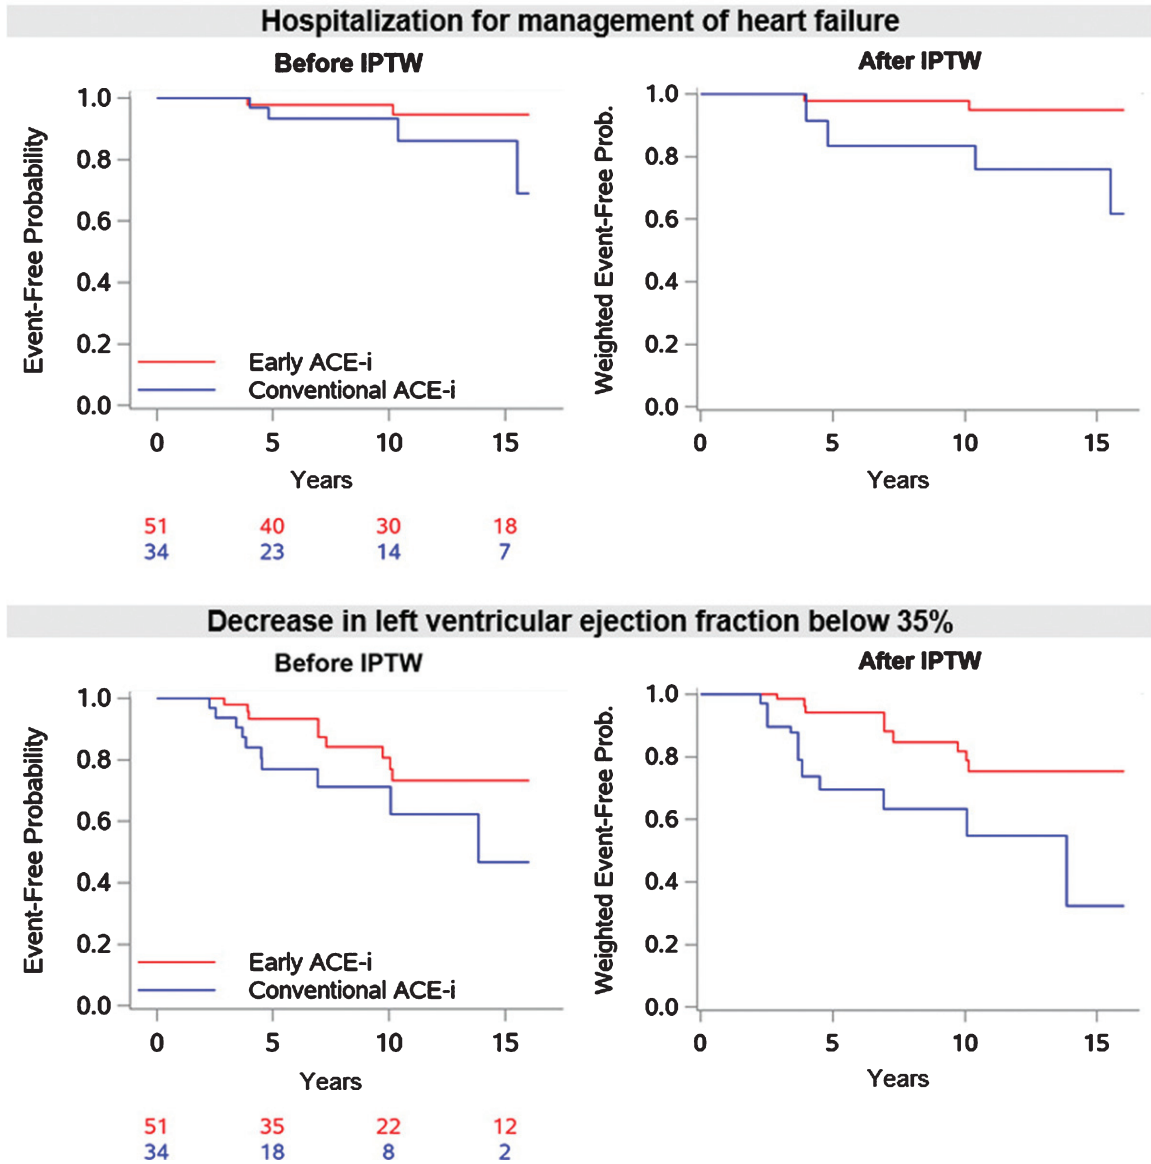 Hospitalization for management of heart failure
Before IPTW
After IPTW
Event-Free Probability
1.0
0.8
0.6
0.4
0.2
0.0
Early ACE-i
Conventional ACE-i
0 5 10 15
Years
51 40 30 18
34 23 14 7
Weighted Event-Free Prob.
1.0
0.8
0.6
0.4
0.2
0.0
0 5 10 15
Years
Decrease in left ventricular ejection fraction below 35%
Before IPTW
After IPTW
Event-Free Probability
1.0
0.8
0.6
0.4
0.2
0.0
Early ACE-i
Conventional ACE-i
0 5 10 15
Years
51 35 22 12
34 18 8 2
Weighted Event-Free Prob.
1.0
0.8
0.6
0.4
0.2
0.0
0 5 10 15
Years